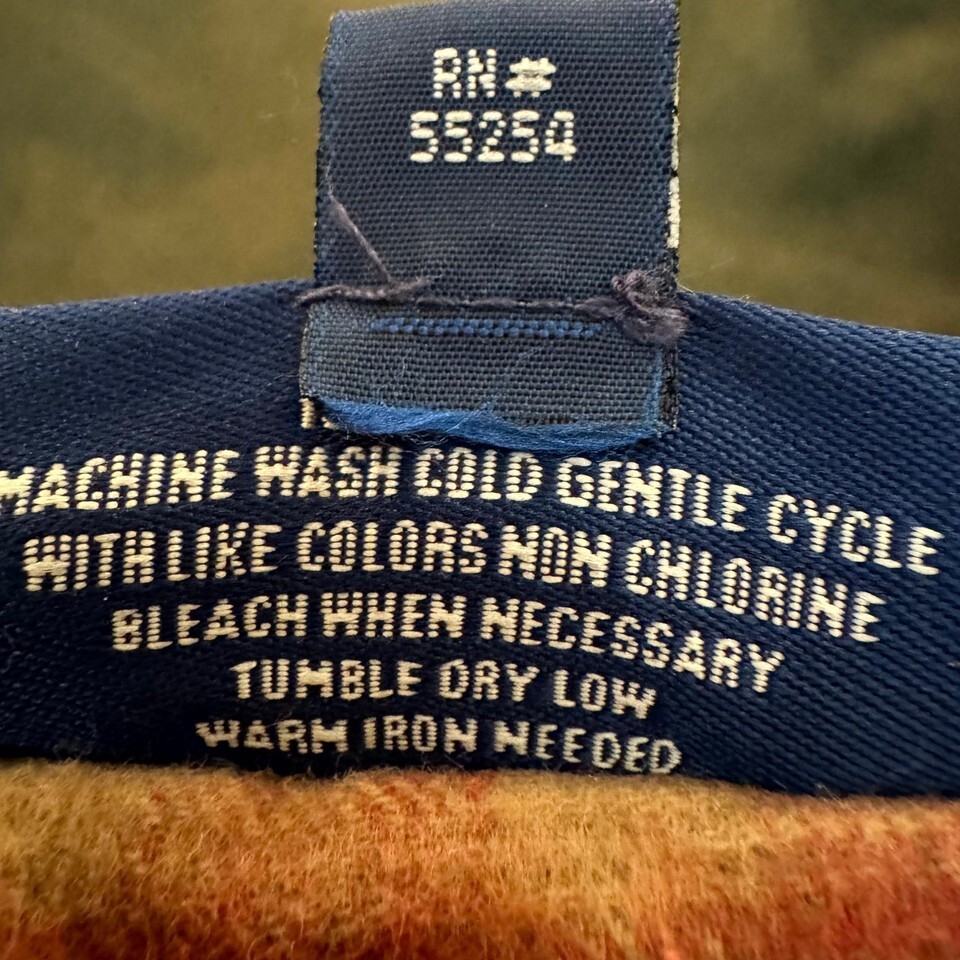 RN#
55254
MACHINE WASH COLD GENTLE CYCLE
WITH LIKE COLORS NON CHLORINE
BLEACH WHEN NECESSARY
TUMBLE DRY LOW
WARM IRON NEEDED